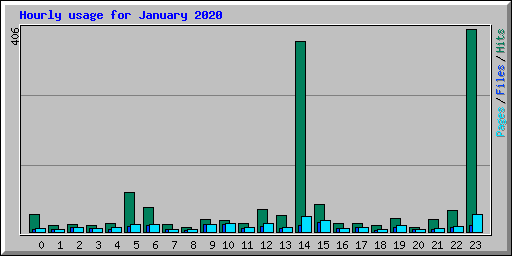 Hourly usage for January 2020
406
Pages / Files / Hits
0 1 2 3 4 5 6 7 8 9 10 11 12 13 14 15 16 17 18 19 20 21 22 23